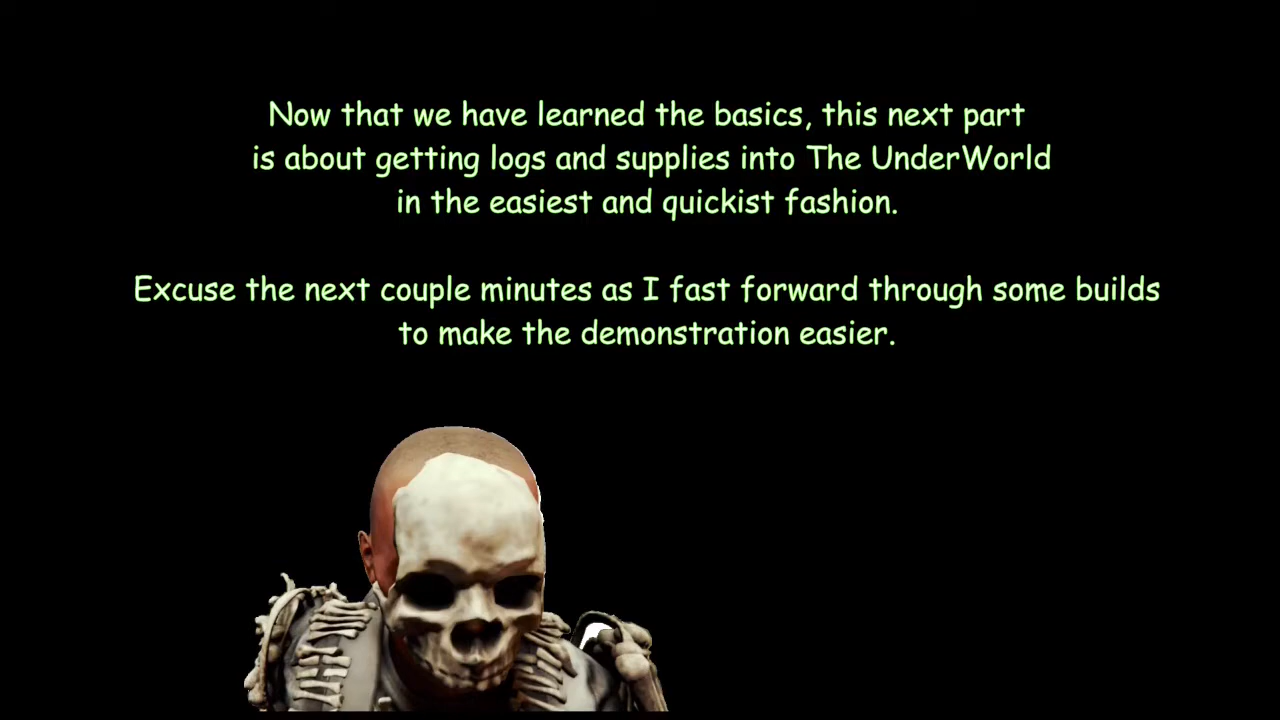 Now that we have learned the basics, this next part
is about getting logs and supplies into The UnderWorld
in the easiest and quickist fashion.
Excuse the next couple minutes as I fast forward through some builds
to make the demonstration easier.